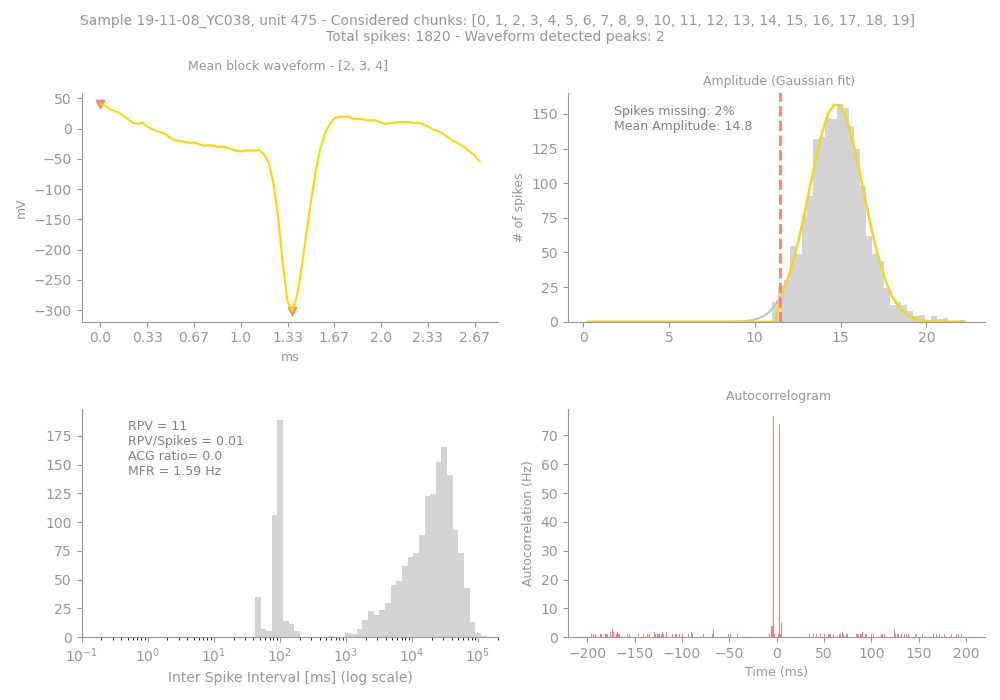 Sample 19-11-08_YC038, unit 475 - Considered chunks: [0, 1, 2, 3, 4, 5, 6, 7, 8, 9, 10, 11, 12, 13, 14, 15, 16, 17, 18, 19]
Total spikes: 1820 - Waveform detected peaks: 2
Mean block waveform - [2, 3, 4]
50
0
−50
−100
−150
−200
−250
−300
mV
0.0 0.33 0.67 1.0 1.33 1.67 2.0 2.33 2.67
ms
Amplitude (Gaussian fit)
Spikes missing: 2%
Mean Amplitude: 14.8
150
125
100
75
50
25
0
# of spikes
0 5 10 15 20
RPV = 11
RPV/Spikes = 0.01
ACG ratio= 0.0
MFR = 1.59 Hz
175
150
125
100
75
50
25
0
10⁻¹ 10⁰ 10¹ 10² 10³ 10⁴ 10⁵
Inter Spike Interval [ms] (log scale)
Autocorrelogram
70
60
50
40
30
20
10
0
Autocorrelation (Hz)
−200 −150 −100 −50 0 50 100 150 200
Time (ms)